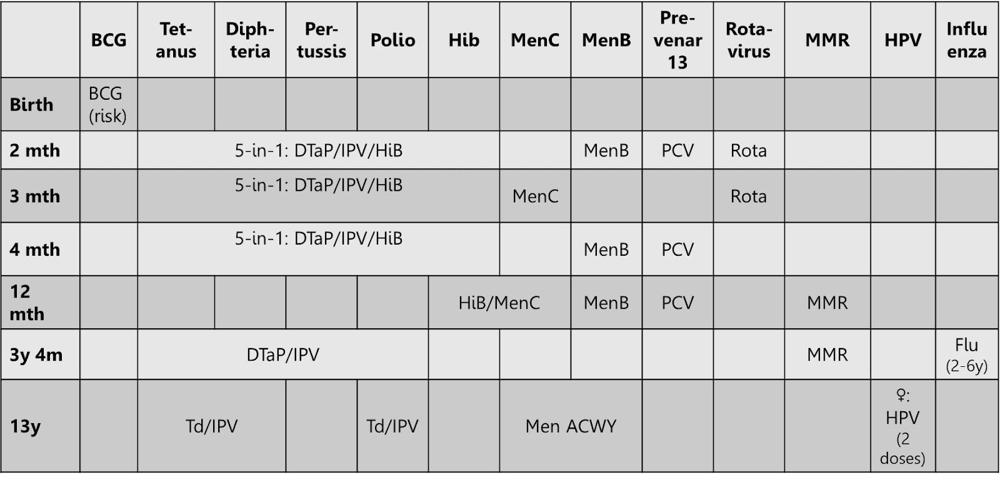 BCG Tet-
anus Diph-
theria Per-
tussis Polio Hib MenC MenB Pre-
venar
13 Rota-
virus MMR HPV Influ
enza
Birth BCG
(risk)
2 mth 5-in-1: DTaP/IPV/HiB MenB PCV Rota
3 mth 5-in-1: DTaP/IPV/HiB MenC Rota
4 mth 5-in-1: DTaP/IPV/HiB MenB PCV
12
mth HiB/MenC MenB PCV MMR
3y 4m DTaP/IPV MMR Flu
(2-6y)
13y Td/IPV Td/IPV Men ACWY ♀:
HPV
(2
doses)